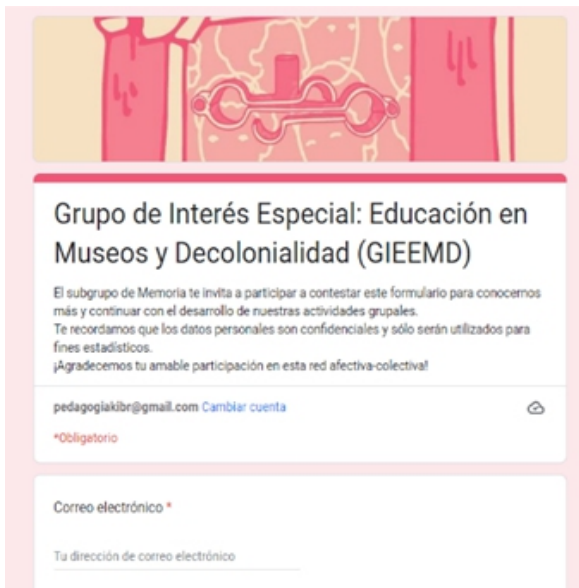 Grupo de Interés Especial: Educación en
Museos y Decolonialidad (GIEEMD)
El subgrupo de Memoria te invita a participar a contestar este formulario para conocernos
más y continuar con el desarrollo de nuestras actividades grupales.
Te recordamos que los datos personales son confidenciales y sólo serán utilizados para
fines estadísticos.
¡Agradecemos tu amable participación en esta red afectiva-colectiva!
pedagogiakibr@gmail.com Cambiar cuenta
*Obligatorio
Correo electrónico *
Tu dirección de correo electrónico